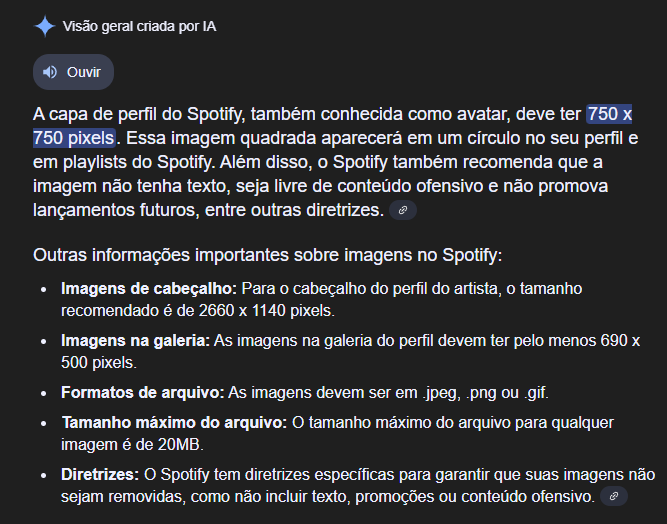 Visão geral criada por IA
Ouvir
A capa de perfil do Spotify, também conhecida como avatar, deve ter 750 x
750 pixels. Essa imagem quadrada aparecerá em um círculo no seu perfil e
em playlists do Spotify. Além disso, o Spotify também recomenda que a
imagem não tenha texto, seja livre de conteúdo ofensivo e não promova
lançamentos futuros, entre outras diretrizes.
Outras informações importantes sobre imagens no Spotify:
• Imagens de cabeçalho: Para o cabeçalho do perfil do artista, o tamanho
recomendado é de 2660 x 1140 pixels.
• Imagens na galeria: As imagens na galeria do perfil devem ter pelo menos 690 x
500 pixels.
• Formatos de arquivo: As imagens devem ser em .jpeg, .png ou .gif.
• Tamanho máximo do arquivo: O tamanho máximo do arquivo para qualquer
imagem é de 20MB.
• Diretrizes: O Spotify tem diretrizes específicas para garantir que suas imagens não
sejam removidas, como não incluir texto, promoções ou conteúdo ofensivo.